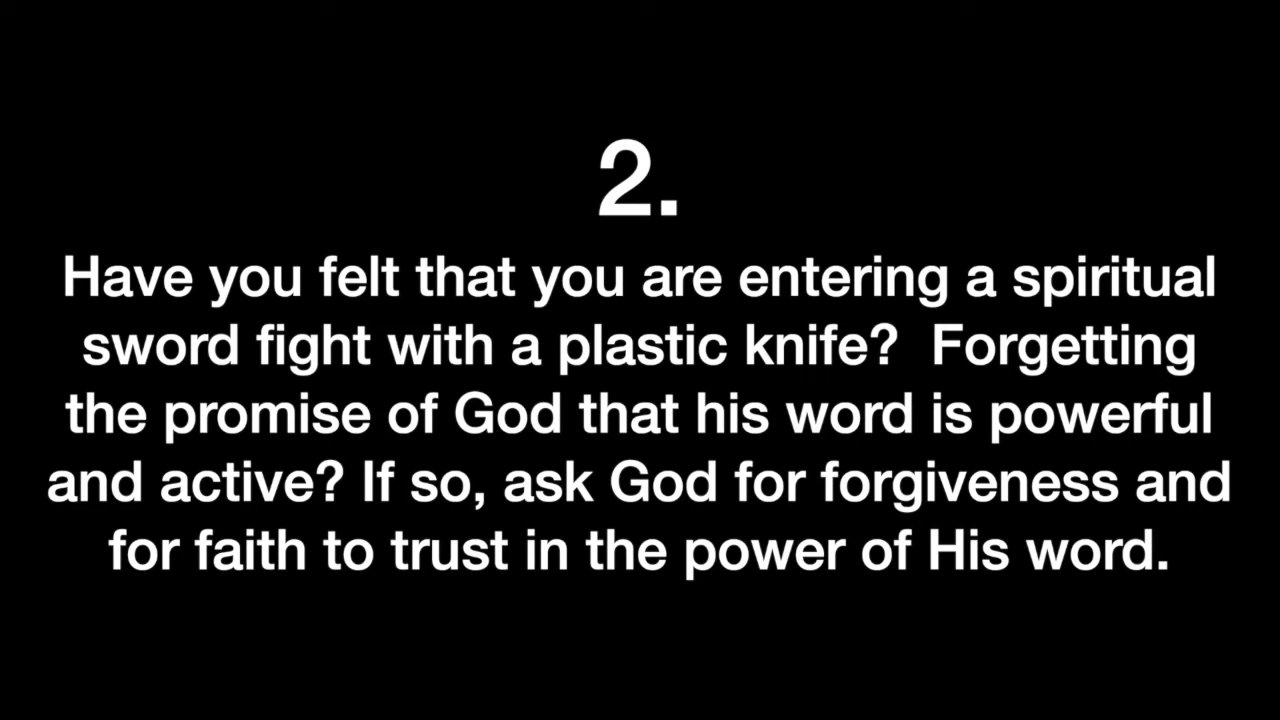 2.
Have you felt that you are entering a spiritual
sword fight with a plastic knife?  Forgetting
the promise of God that his word is powerful
and active? If so, ask God for forgiveness and
for faith to trust in the power of His word.